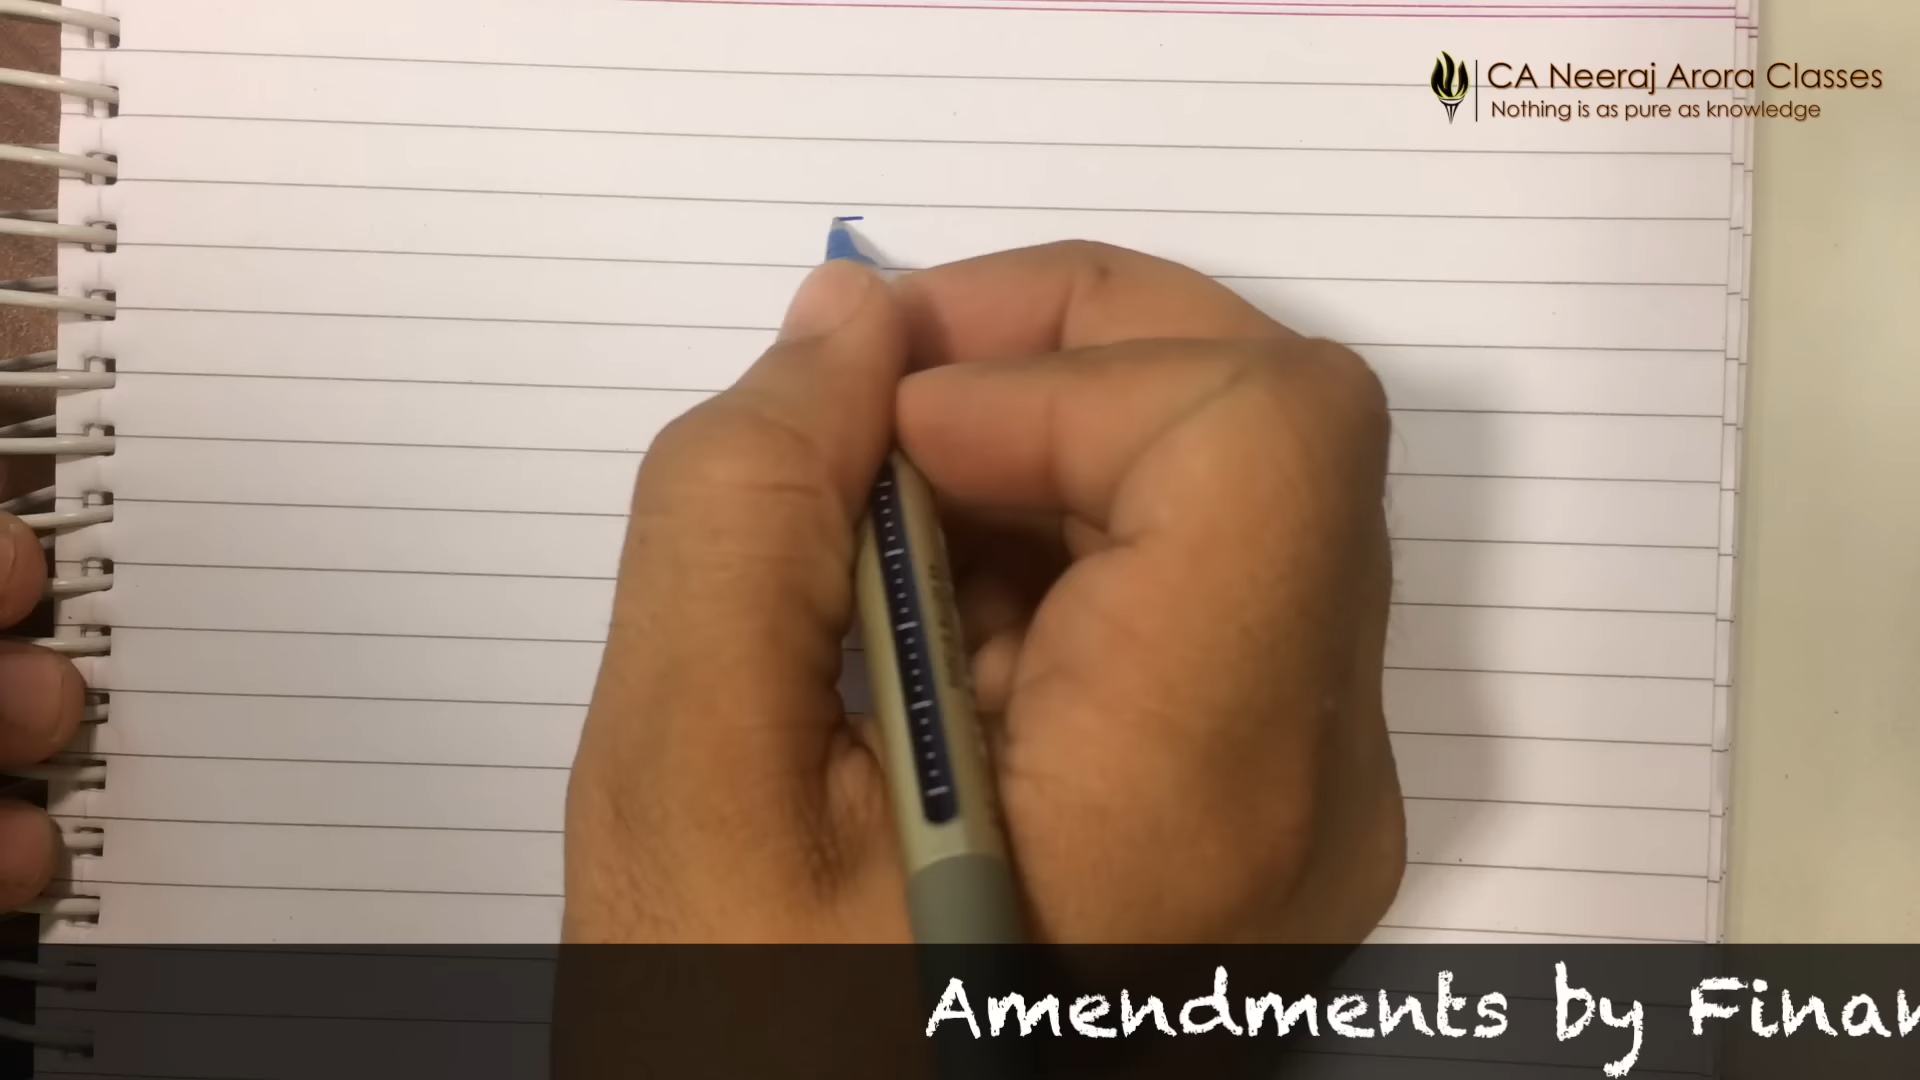 CA Neeraj Arora Classes
Nothing is as pure as knowledge
Amendments by Finan